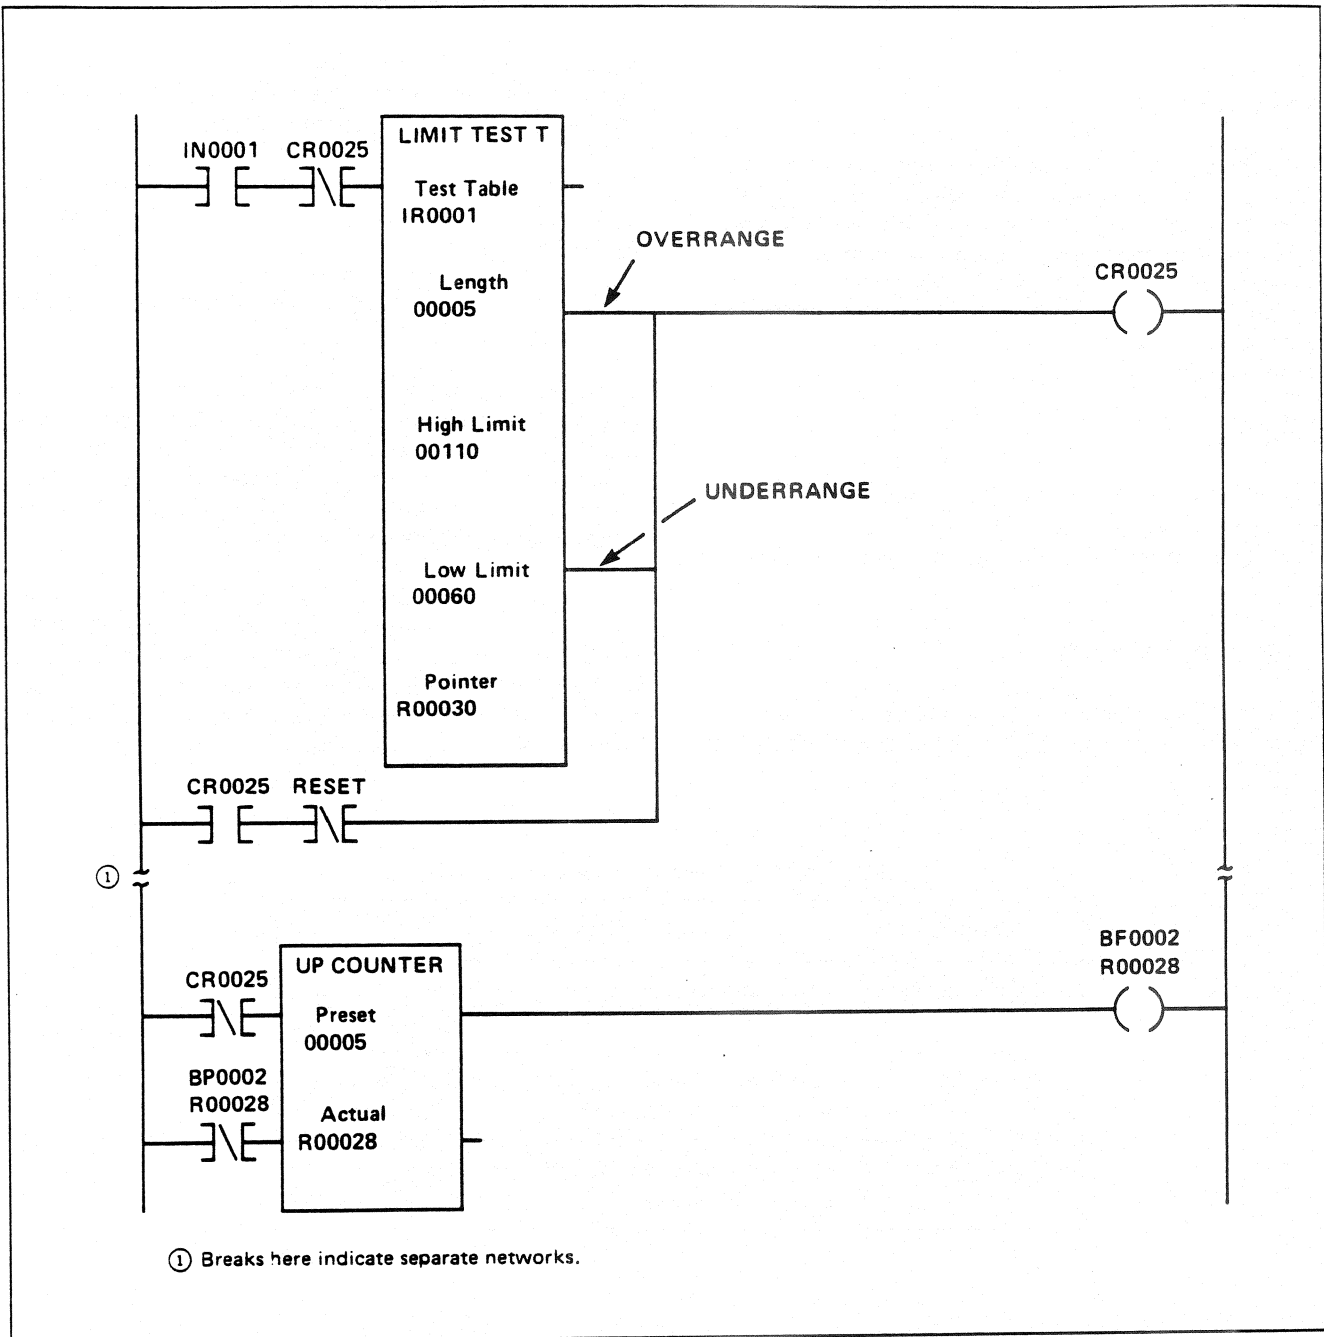 IN0001 CR0025
LIMIT TEST T
Test Table
IR0001
OVERRANGE
Length
00005
CR0025
High Limit
00110
UNDERRANGE
Low Limit
00060
Pointer
R00030
CR0025 RESET
①
BF0002
R00028
CR0025
UP COUNTER
Preset
00005
BP0002
R00028
Actual
R00028
① Breaks here indicate separate networks.